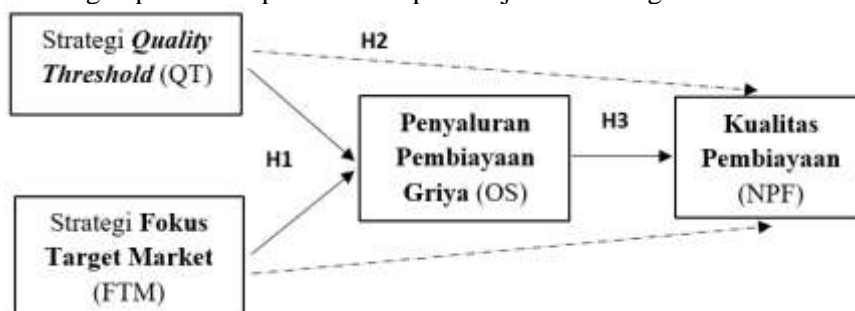 Strategi Quality
Threshold (QT)
H2
H1
Penyaluran
Pembiayaan
Griya (OS)
H3
Kualitas
Pembiayaan
(NPF)
Strategi Fokus
Target Market
(FTM)